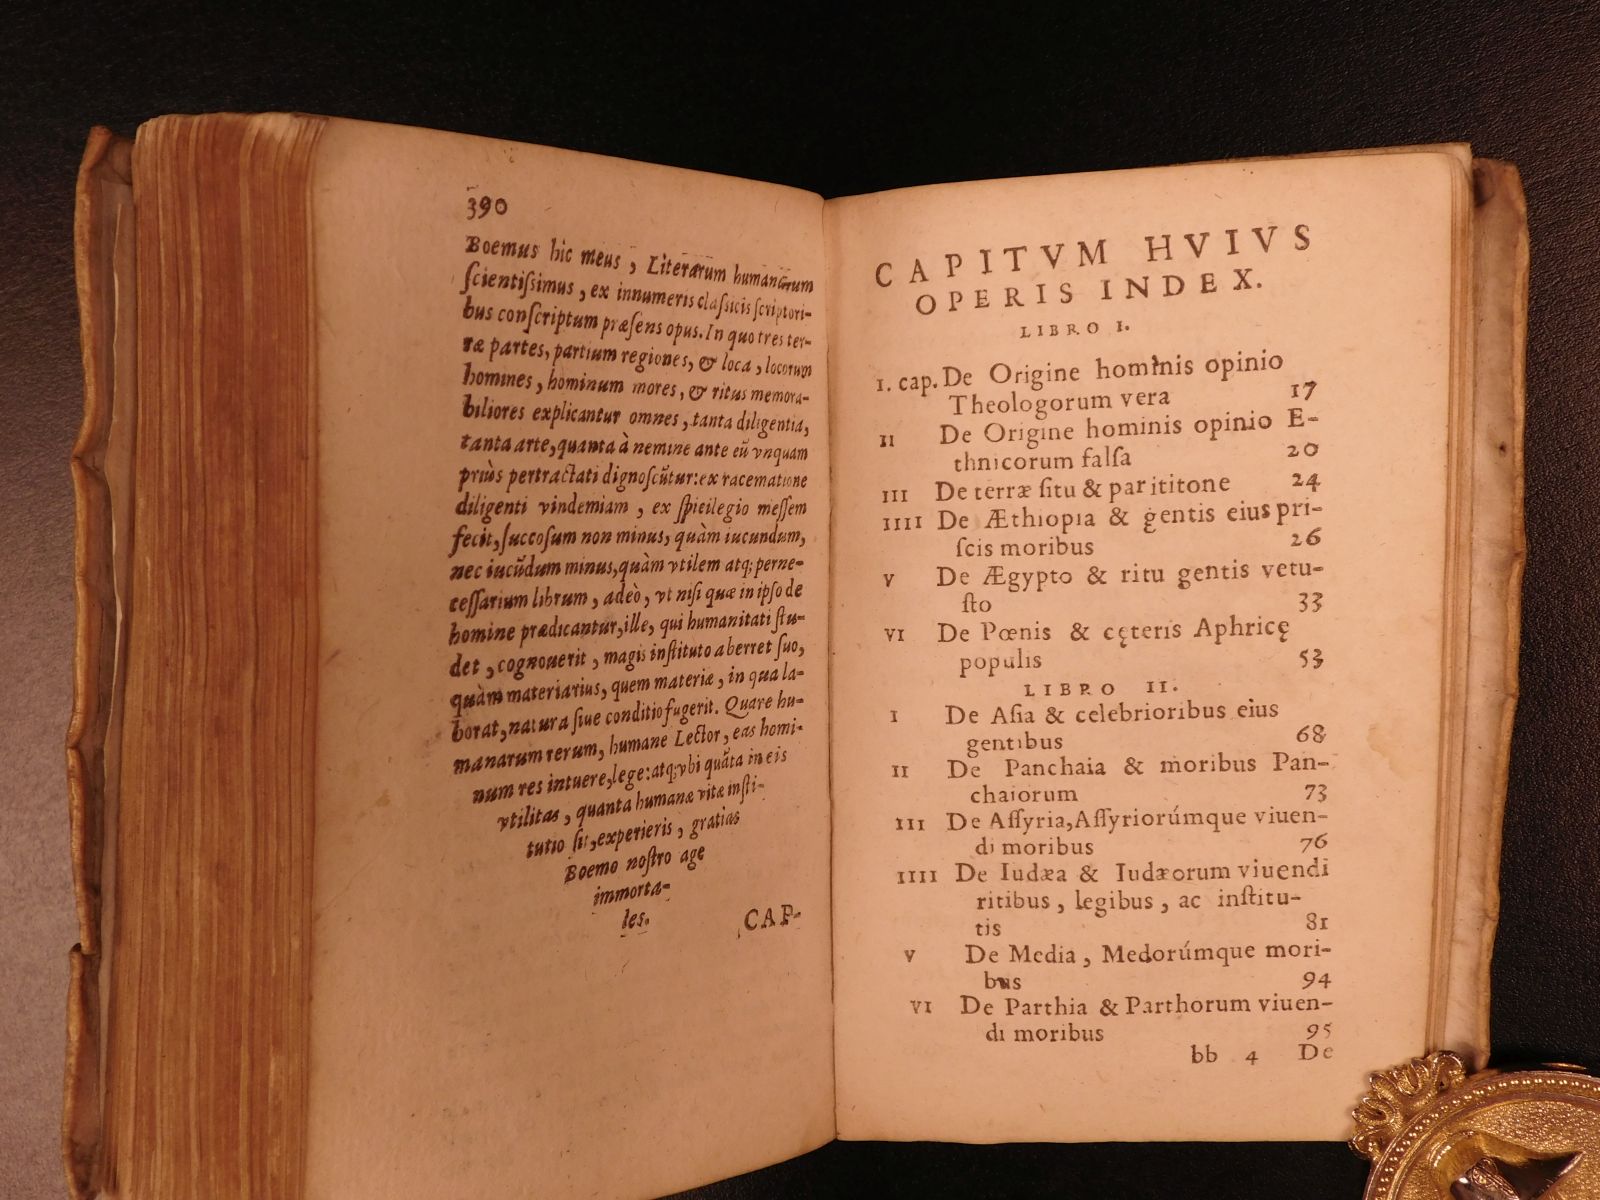 390
Boemus hic meus, Literarum humanarum
ſcientiſsimus, ex innumeris claſsicis ſcriptori-
bus conſcriptum præſens opus. In quo tres ter-
ræ partes, partium regiones, & loca, locorum
homines, hominum mores, & ritus memora-
biliores explicantur omnes, tanta diligentia,
tanta arte, quanta à nemine ante eũ vnquam
priùs pertractati dignoſcũtur: ex racematione
diligenti vindemiam, ex ſpicilegio meſſem
fecit, ſuccoſum non minus, quàm iucundum,
nec iucũdum minus, quàm vtilem atq; perne-
ceſſarium librum, adeò, vt niſi quæ in ipſo de
homine prædicantur, ille, qui humanitati ſtu-
det, cognouerit, magis inſtituto aberret ſuo,
quàm materiarius, quem materiæ, in qua la-
borat, natura ſiue conditio fugerit. Quare hu-
manarum rerum, humane Lector, eas homi-
num res intuere, lege: atq; vbi quãta in eis
vtilitas, quanta humanæ vitæ inſti-
tutio ſit, experieris, gratias
Boemo noſtro age
immorta-
les.
CAP-
CAPITVM HVIVS
OPERIS INDEX.
LIBRO I.
1. cap. De Origine hominis opinio
Theologorum vera 17
II De Origine hominis opinio E-
thnicorum falſa 20
III De terræ ſitu & parititone 24
IIII De Æthiopia & gentis eius pri-
ſcis moribus 26
V De Ægypto & ritu gentis vetu-
ſto 33
VI De Pœnis & cęteris Aphricę
populis 53
LIBRO II.
I De Aſia & celebrioribus eius
gentibus 68
II De Panchaia & moribus Pan-
chaiorum 73
III De Aſſyria, Aſſyriorúmque viuen-
di moribus 76
IIII De Iudæa & Iudæorum viuendi
ritibus, legibus, ac inſtitu-
tis 81
V De Media, Medorúmque mori-
bus 94
VI De Parthia & Parthorum viuen-
di moribus 95
bb 4 De